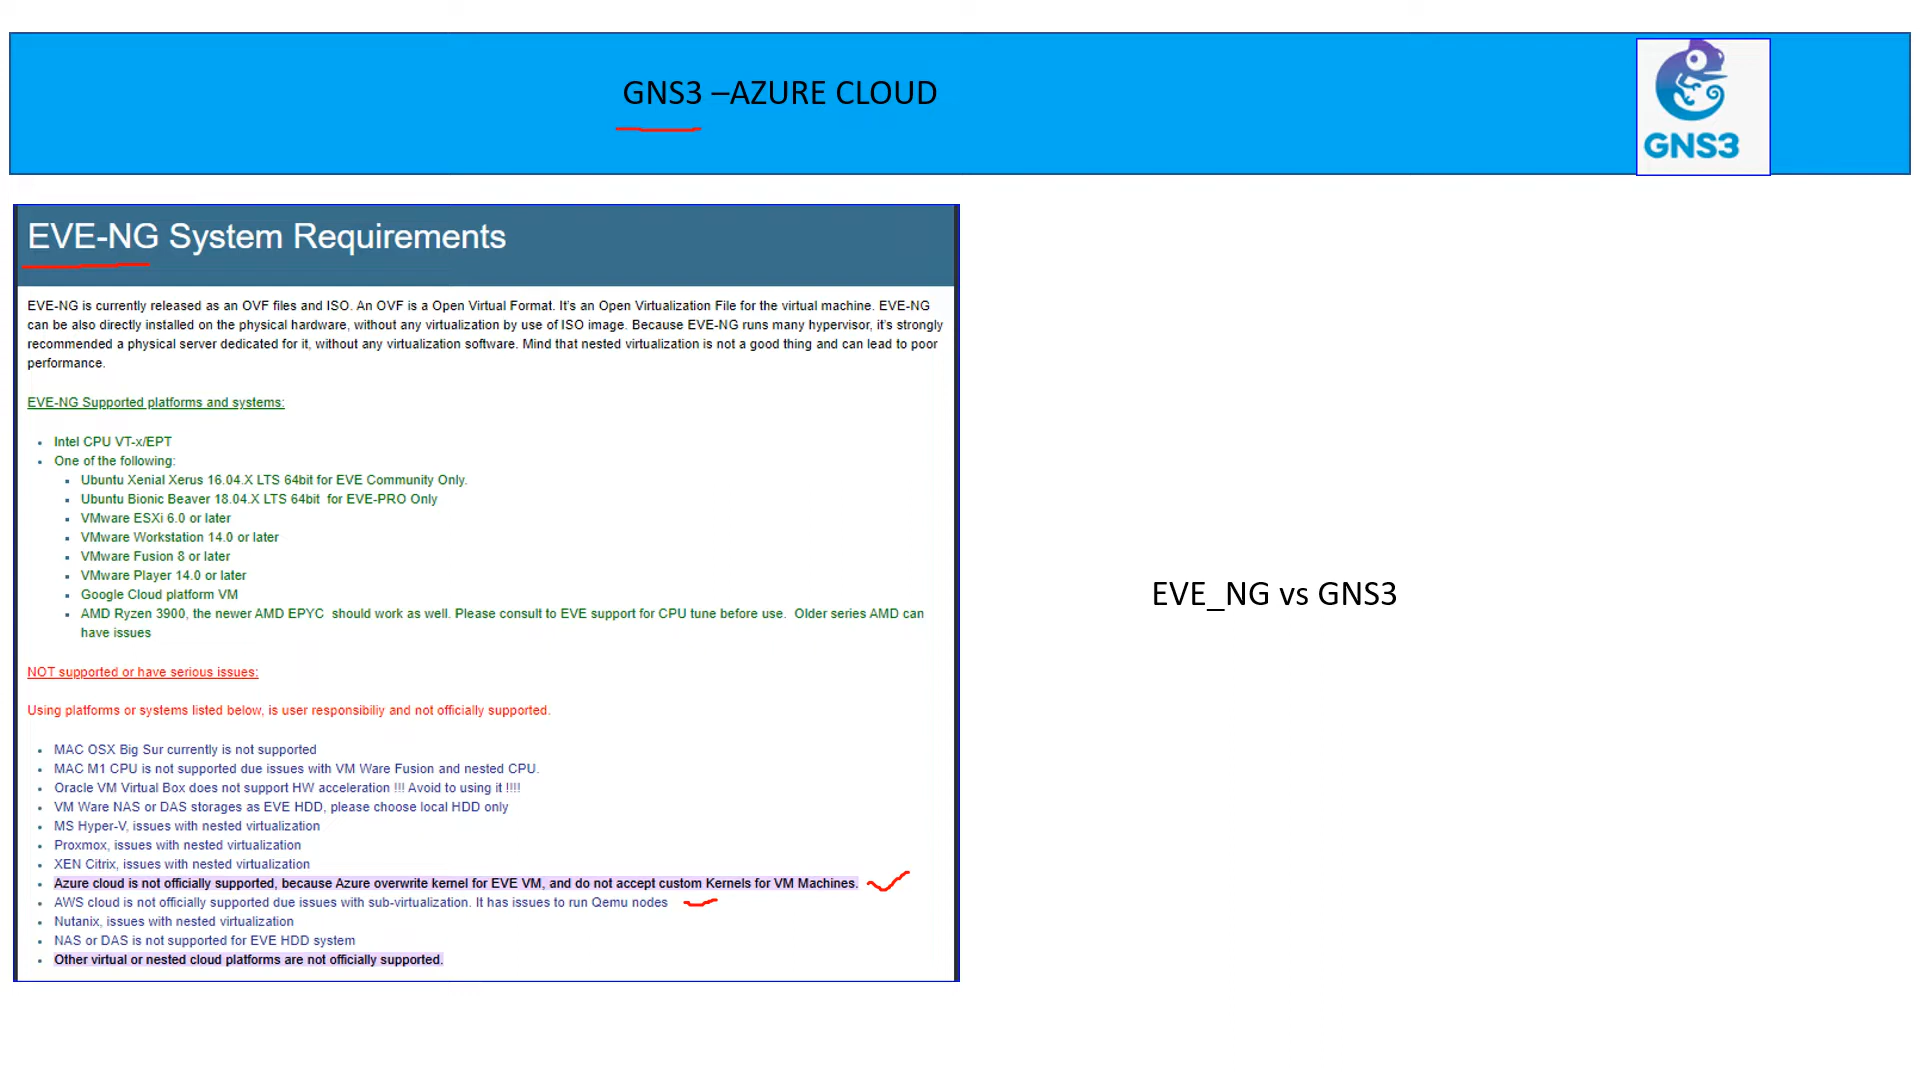 GNS3 –AZURE CLOUD
GNS3
EVE-NG System Requirements
EVE-NG is currently released as an OVF files and ISO. An OVF is a Open Virtual Format. It's an Open Virtualization File for the virtual machine. EVE-NG
can be also directly installed on the physical hardware, without any virtualization by use of ISO image. Because EVE-NG runs many hypervisor, it's strongly
recommended a physical server dedicated for it, without any virtualization software. Mind that nested virtualization is not a good thing and can lead to poor
performance.
EVE-NG Supported platforms and systems:
Intel CPU VT-x/EPT
One of the following:
Ubuntu Xenial Xerus 16.04.X LTS 64bit for EVE Community Only.
Ubuntu Bionic Beaver 18.04.X LTS 64bit  for EVE-PRO Only
VMware ESXi 6.0 or later
VMware Workstation 14.0 or later
VMware Fusion 8 or later
VMware Player 14.0 or later
Google Cloud platform VM
AMD Ryzen 3900, the newer AMD EPYC  should work as well. Please consult to EVE support for CPU tune before use.  Older series AMD can
have issues
NOT supported or have serious issues:
Using platforms or systems listed below, is user responsibiliy and not officially supported.
MAC OSX Big Sur currently is not supported
MAC M1 CPU is not supported due issues with VM Ware Fusion and nested CPU.
Oracle VM Virtual Box does not support HW acceleration !!! Avoid to using it !!!!
VM Ware NAS or DAS storages as EVE HDD, please choose local HDD only
MS Hyper-V, issues with nested virtualization
Proxmox, issues with nested virtualization
XEN Citrix, issues with nested virtualization
Azure cloud is not officially supported, because Azure overwrite kernel for EVE VM, and do not accept custom Kernels for VM Machines.
AWS cloud is not officially supported due issues with sub-virtualization. It has issues to run Qemu nodes
Nutanix, issues with nested virtualization
NAS or DAS is not supported for EVE HDD system
Other virtual or nested cloud platforms are not officially supported.
EVE_NG vs GNS3